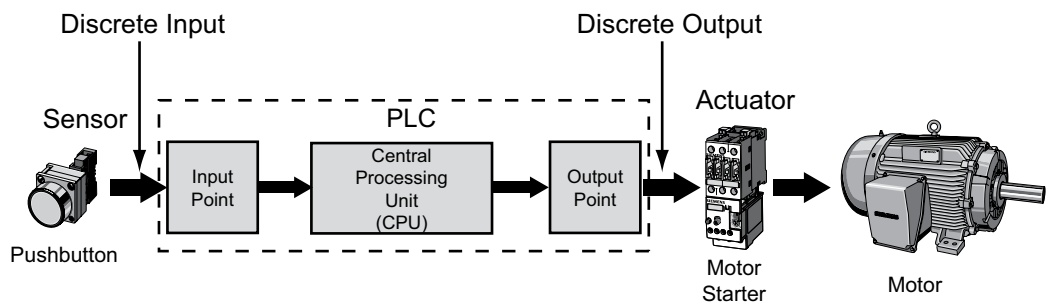 Discrete Input
Discrete Output
Sensor
PLC
Actuator
Input
Point
Central
Processing
Unit
(CPU)
Output
Point
SIEMENS
Pushbutton
Motor
Starter
Motor